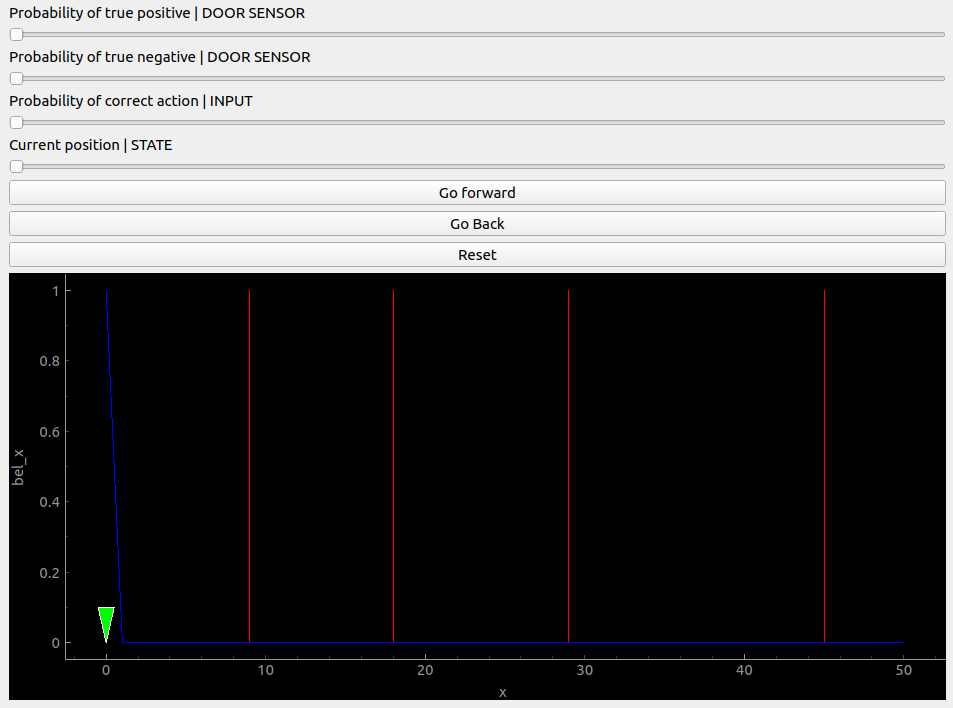 Probability of true positive | DOOR SENSOR
Probability of true negative | DOOR SENSOR
Probability of correct action | INPUT
Current position | STATE
Go forward
Go Back
Reset
1
0.8
0.6
0.4
0.2
0
bel_x
0 10 20 30 40 50
x